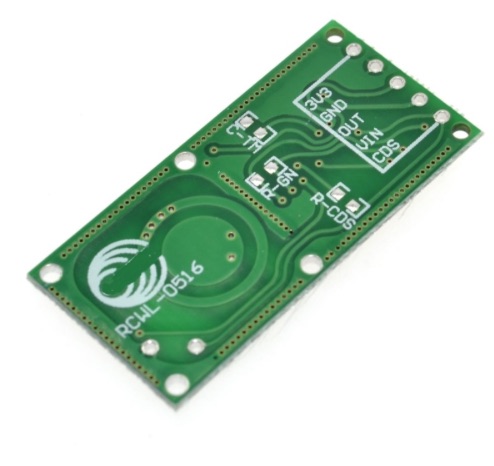 3V3
GND
OUT
VIN
CDS
C-TM
R-GN
R-CDS
RCWL-0516